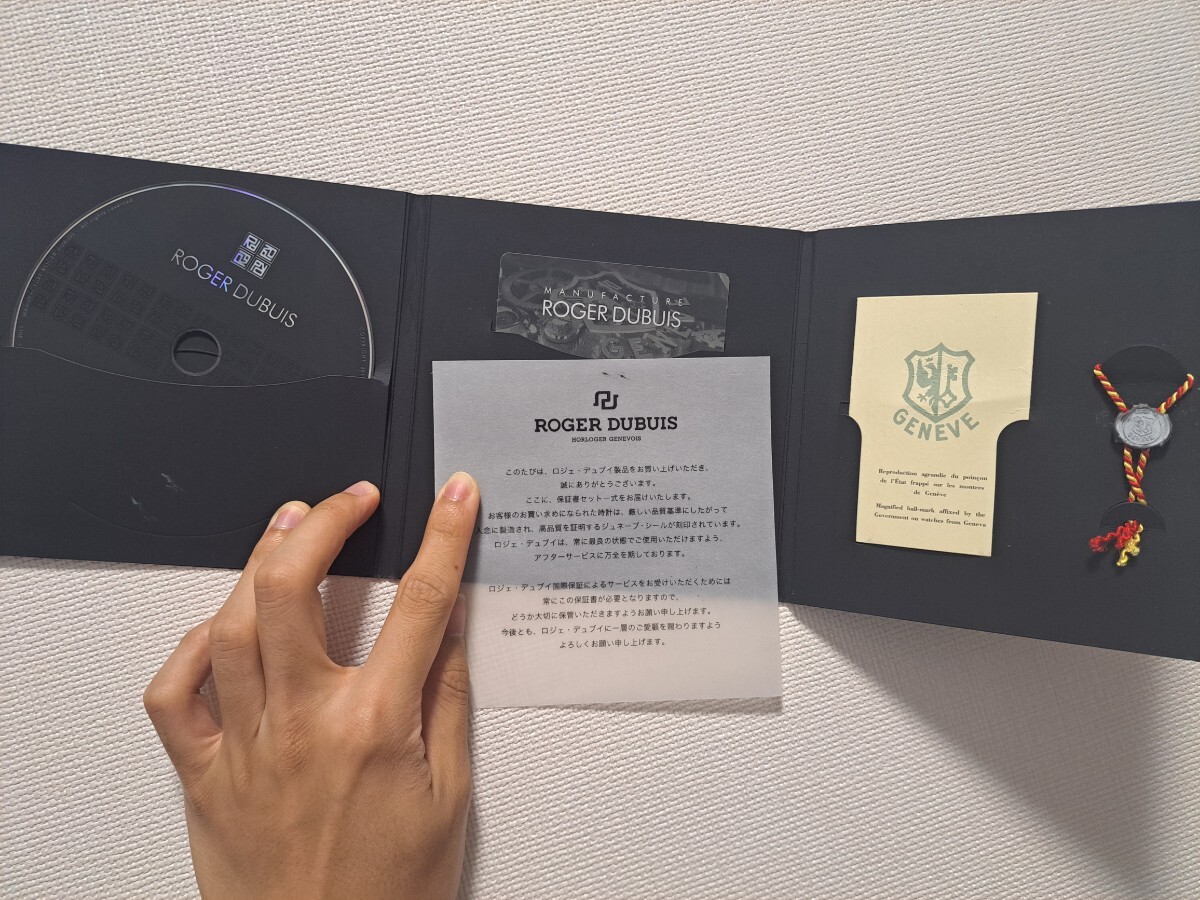 ROGER DUBUIS
MANUFACTURE
ROGER DUBUIS
ROGER DUBUIS
HORLOGER GENEVOIS
このたびは、ロジェ・デュブイ製品をお買い上げいただき、
誠にありがとうございます。
ここに、保証書セット一式をお届けいたします。
お客様のお買い求めになられた時計は、厳しい品質基準にしたがって
入念に製造され、高品質を証明するジュネーブ・シールが刻印されています。
ロジェ・デュブイは、常に最良の状態でご使用いただけますよう、
アフターサービスに万全を期しております。
ロジェ・デュブイ国際保証によるサービスをお受けいただくためには
常にこの保証書が必要となりますので、
どうか大切に保管いただきますようお願い申し上げます。
今後とも、ロジェ・デュブイに一層のご愛顧を賜わりますよう
よろしくお願い申し上げます。
GENÈVE
Reproduction agrandie du poinçon
de l'État frappé sur les montres
de Genève
Magnified hall-mark affixed by the
Government on watches from Geneva